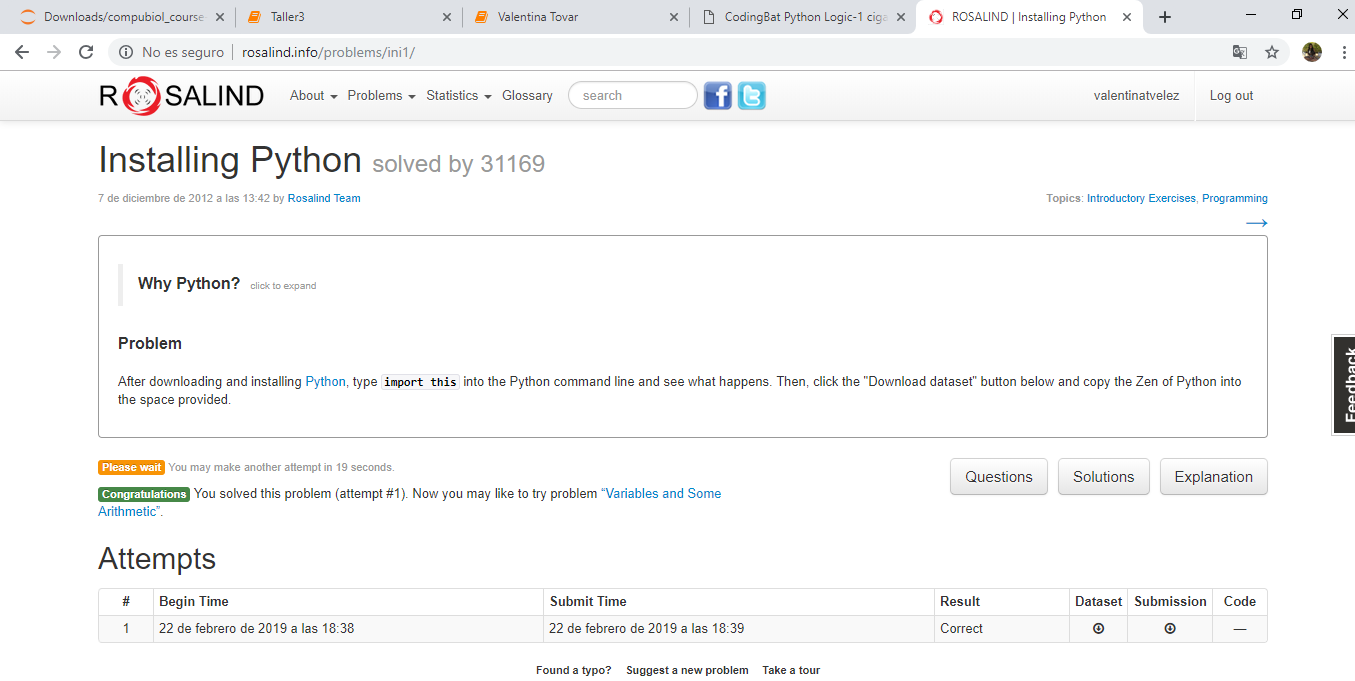 Downloads/compubiol_course
Taller3
Valentina Tovar
CodingBat Python Logic-1 ciga
ROSALIND | Installing Python
No es seguro | rosalind.info/problems/ini1/
ROSALIND
About
Problems
Statistics
Glossary
search
valentinatvelez
Log out
Installing Python solved by 31169
7 de diciembre de 2012 a las 13:42 by Rosalind Team
Topics: Introductory Exercises, Programming
→
Why Python? click to expand
Problem
After downloading and installing Python, type import this into the Python command line and see what happens. Then, click the "Download dataset" button below and copy the Zen of Python into
the space provided.
Please wait You may make another attempt in 19 seconds.
Congratulations You solved this problem (attempt #1). Now you may like to try problem “Variables and Some
Arithmetic”.
Questions
Solutions
Explanation
Feedback
Attempts
# Begin Time Submit Time Result Dataset Submission Code
1 22 de febrero de 2019 a las 18:38 22 de febrero de 2019 a las 18:39 Correct —
Found a typo? Suggest a new problem Take a tour